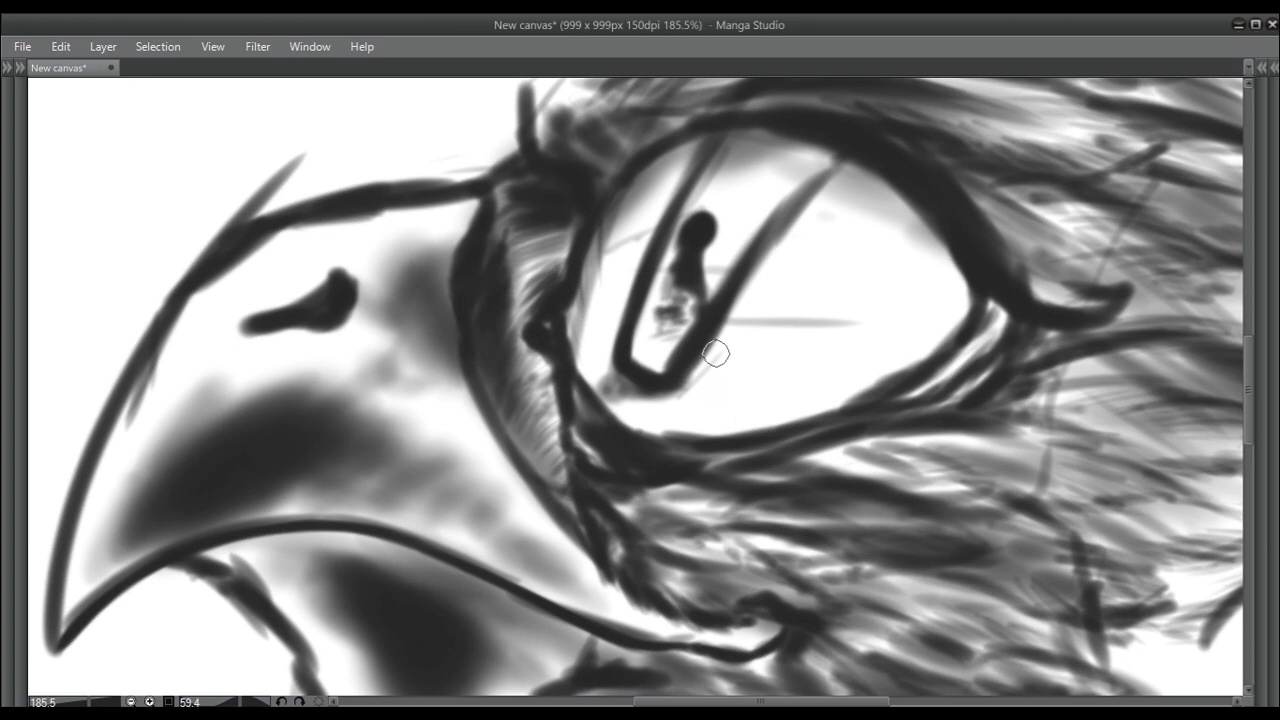 New canvas* (999 x 999px 150dpi 185.5%) - Manga Studio
File Edit Layer Selection View Filter Window Help
New canvas*
185.5 59.4